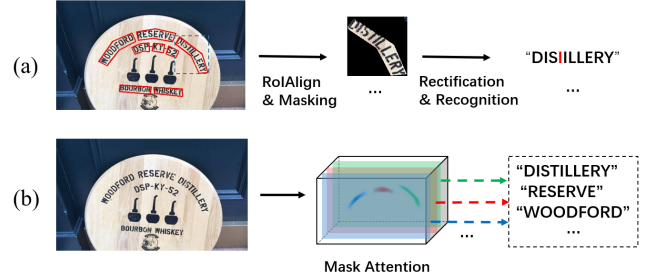 (a)
WOODFORD RESERVE DISTILLERY
DSP-KY-52
BOURBON WHISKEY
RoIAlign
& Masking
DISTILLERY
...
Rectification
& Recognition
“DISIILLERY”
...
(b)
WOODFORD RESERVE DISTILLERY
DSP-KY-52
BOURBON WHISKEY
Mask Attention
...
“DISTILLERY”
“RESERVE”
“WOODFORD”
...